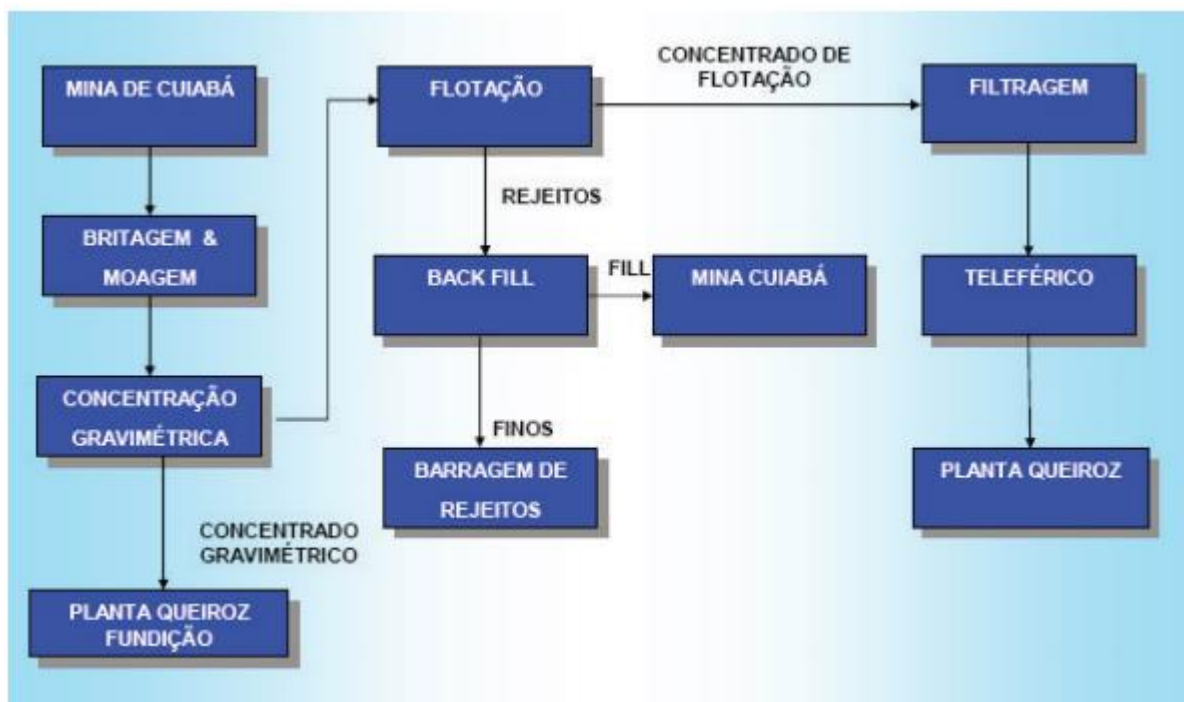 MINA DE CUIABÁ
BRITAGEM &
MOAGEM
CONCENTRAÇÃO
GRAVIMÉTRICA
CONCENTRADO
GRAVIMÉTRICO
PLANTA QUEIROZ
FUNDIÇÃO
FLOTAÇÃO
REJEITOS
BACK FILL
FILL
MINA CUIABÁ
FINOS
BARRAGEM DE
REJEITOS
CONCENTRADO DE
FLOTAÇÃO
FILTRAGEM
TELEFÉRICO
PLANTA QUEIROZ